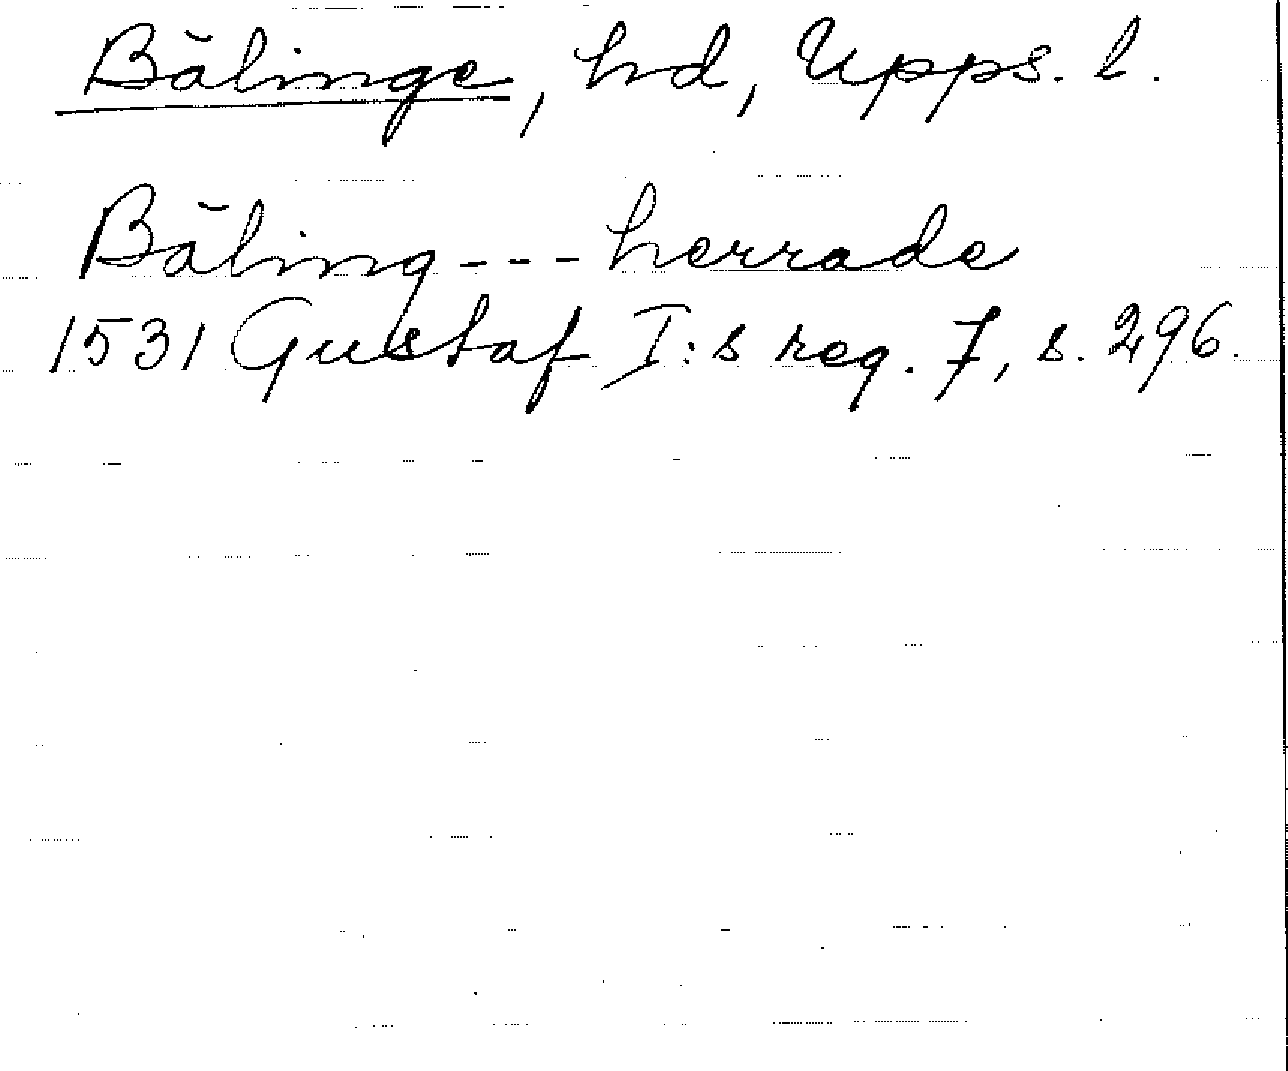 Bälinge, hd, Upps. l.
Bäling--- herrade
1531 Gustaf I:s reg. 7, s. 296.